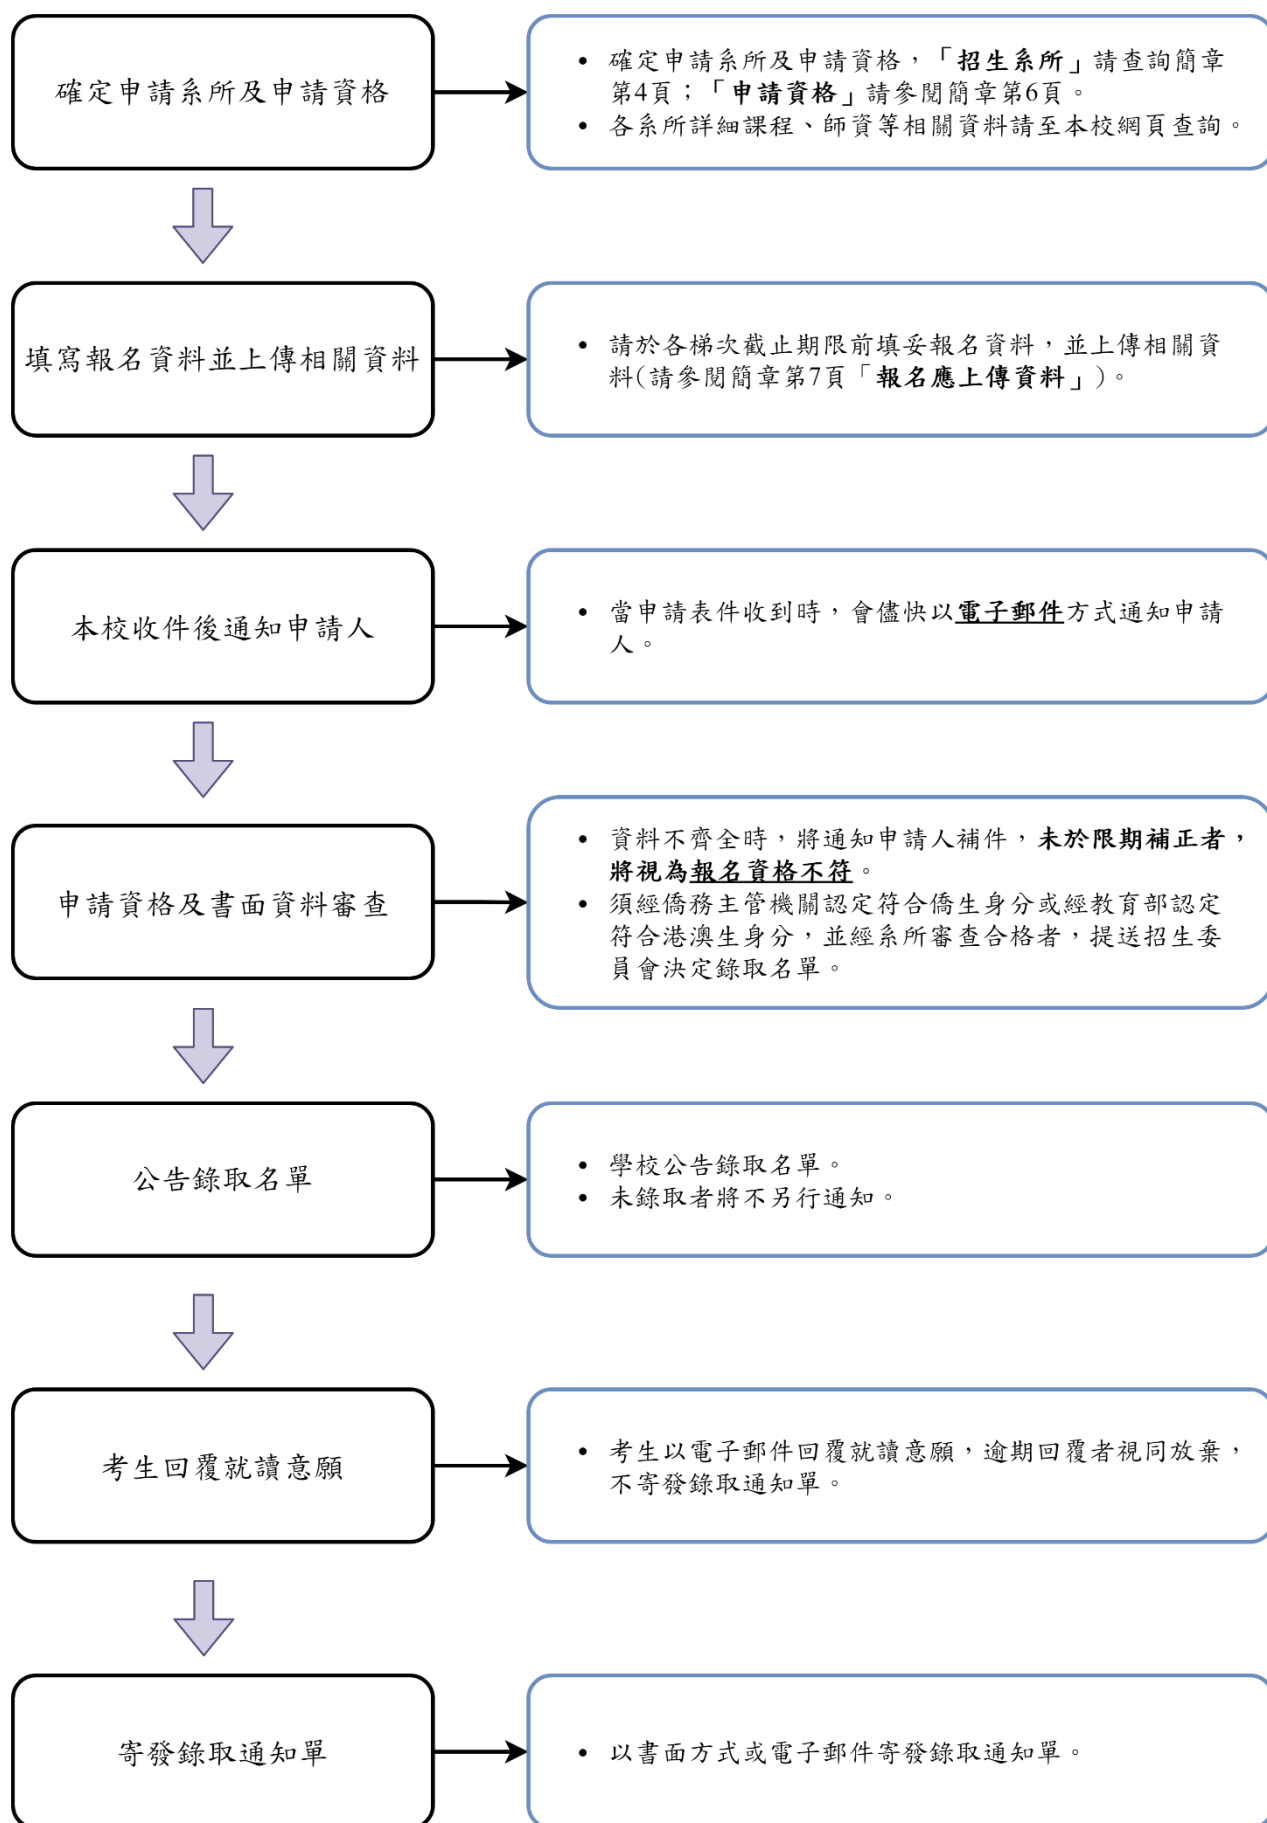 確定申請系所及申請資格
• 確定申請系所及申請資格，「招生系所」請查詢簡章
第4頁；「申請資格」請參閱簡章第6頁。
• 各系所詳細課程、師資等相關資料請至本校網頁查詢。
填寫報名資料並上傳相關資料
• 請於各梯次截止期限前填妥報名資料，並上傳相關資
料(請參閱簡章第7頁「報名應上傳資料」)。
本校收件後通知申請人
• 當申請表件收到時，會儘快以電子郵件方式通知申請
人。
申請資格及書面資料審查
• 資料不齊全時，將通知申請人補件，未於限期補正者，
將視為報名資格不符。
• 須經僑務主管機關認定符合僑生身分或經教育部認定
符合港澳生身分，並經系所審查合格者，提送招生委
員會決定錄取名單。
公告錄取名單
• 學校公告錄取名單。
• 未錄取者將不另行通知。
考生回覆就讀意願
• 考生以電子郵件回覆就讀意願，逾期回覆者視同放棄，
不寄發錄取通知單。
寄發錄取通知單
• 以書面方式或電子郵件寄發錄取通知單。